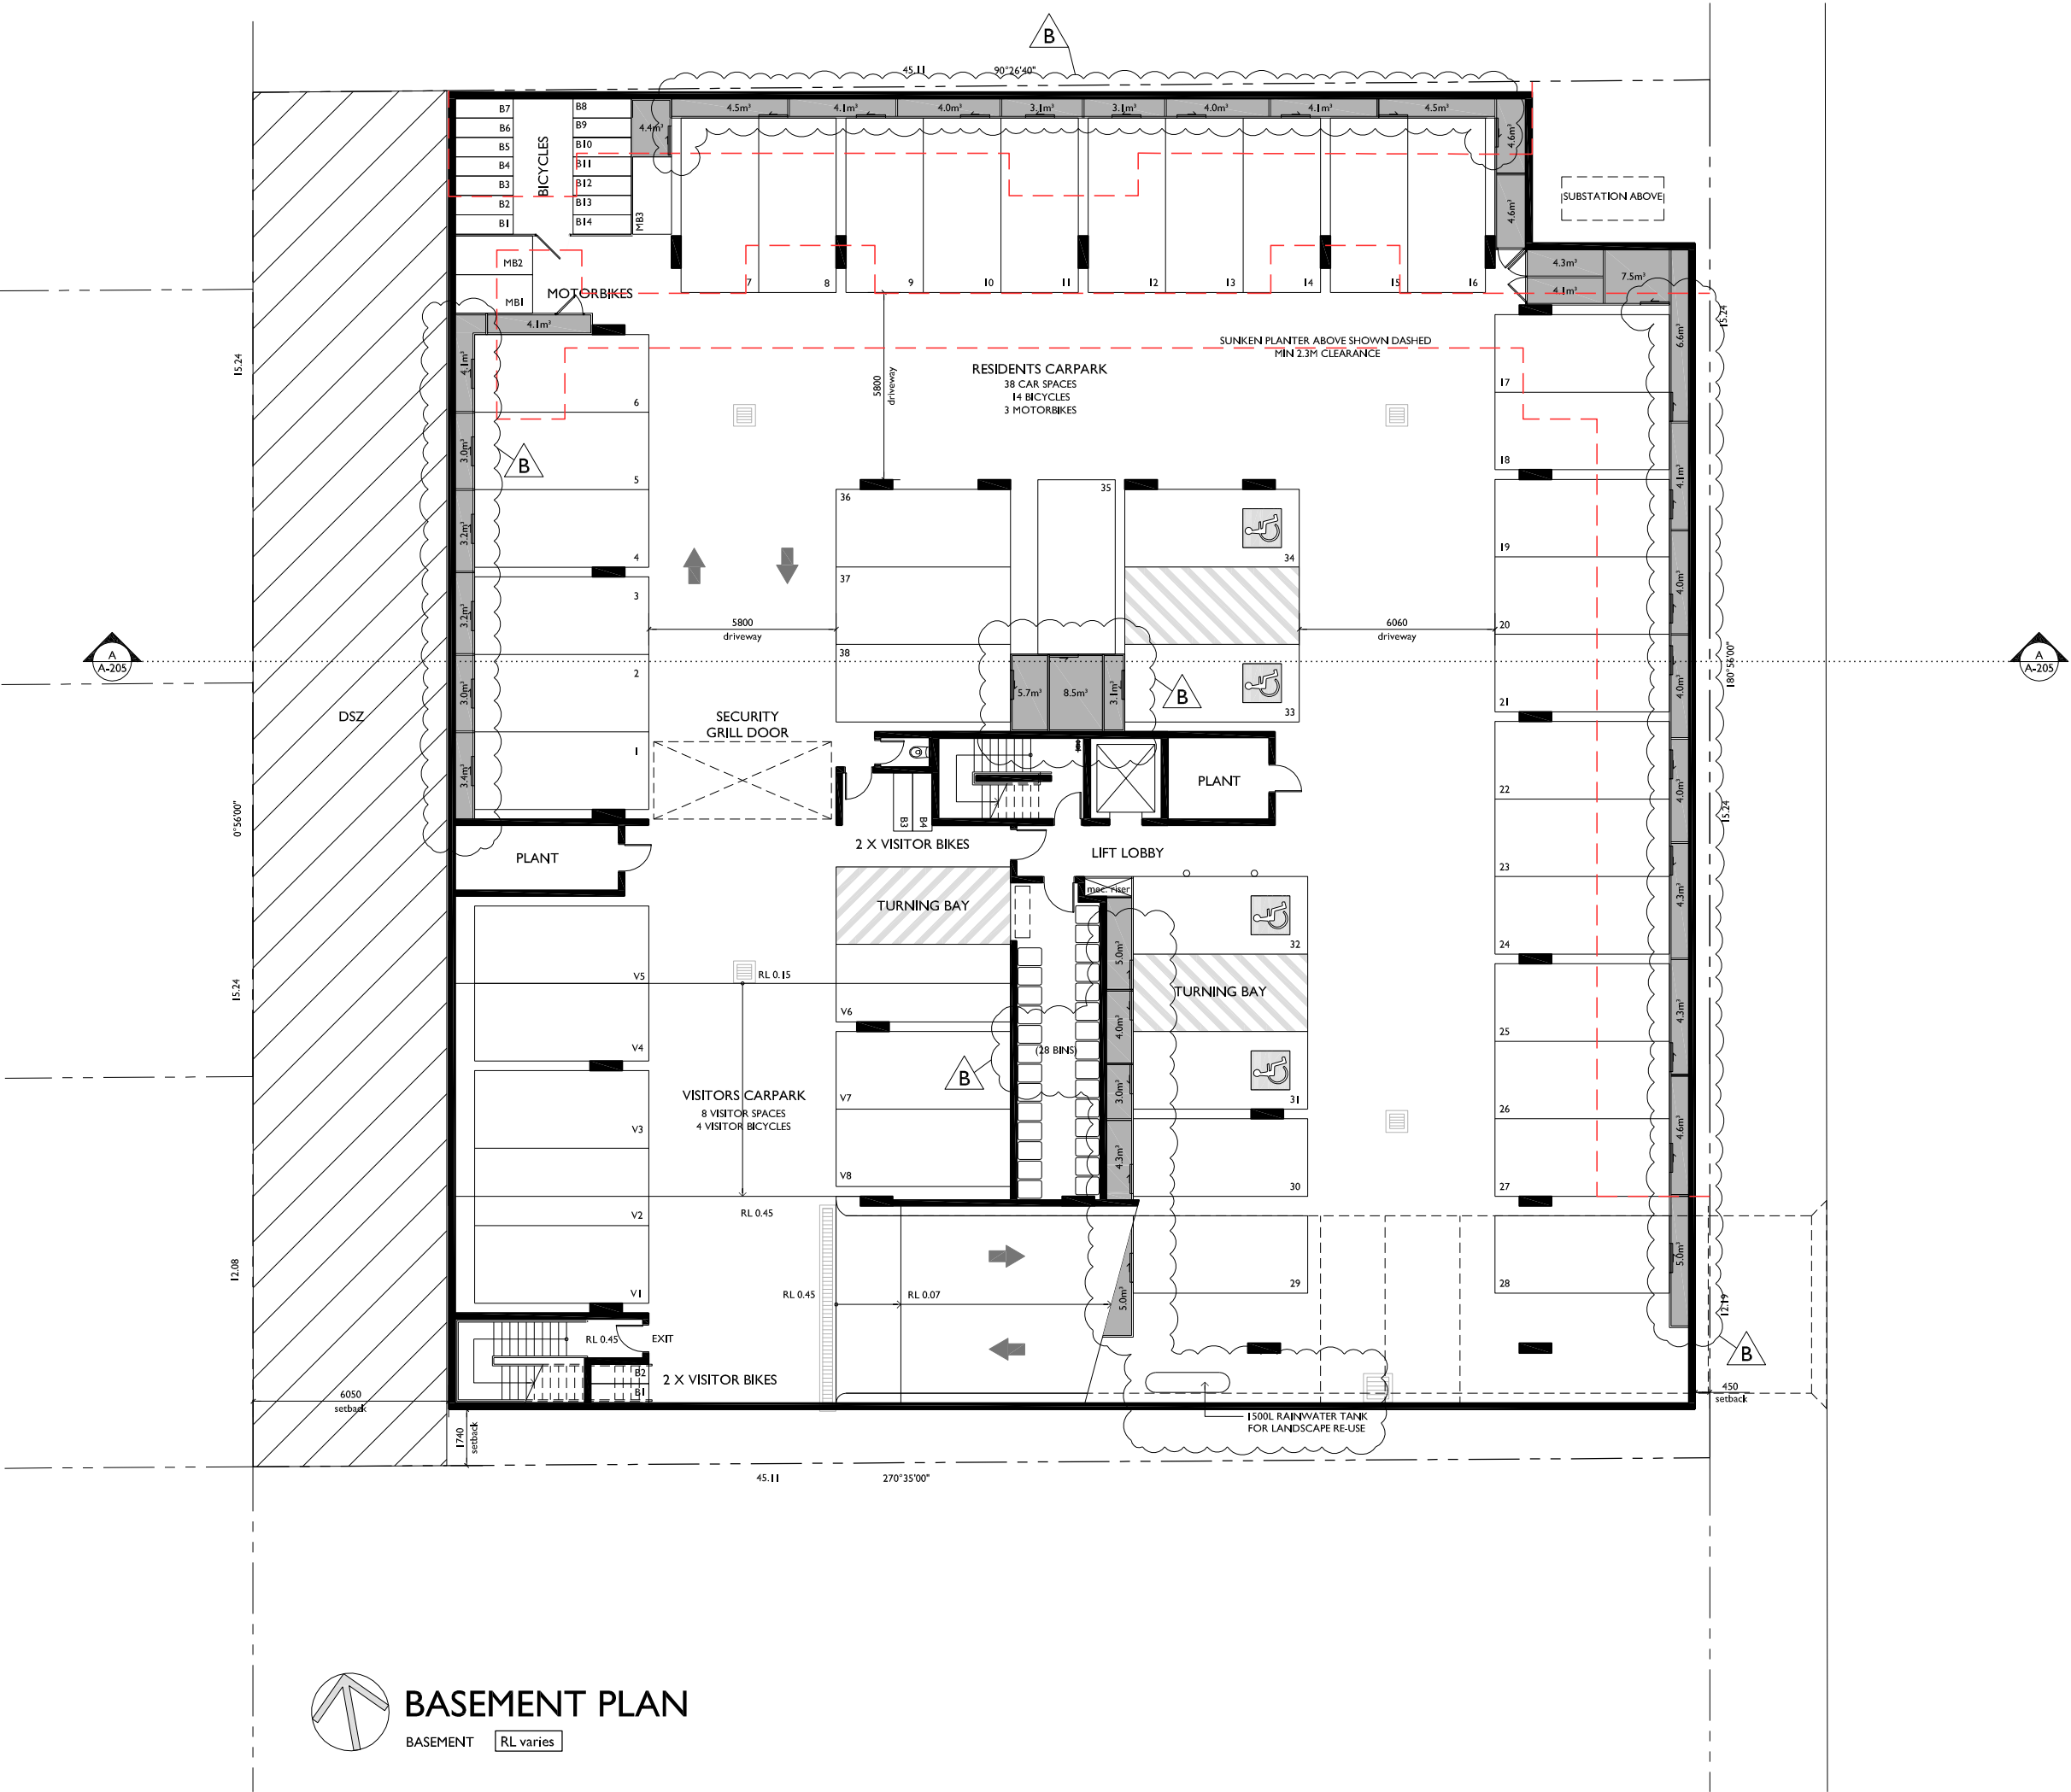 B
45.11 90°26'40"
B7
B6
B5
B4
B3
B2
B1
BICYCLES
B8
B9
B10
B11
B12
B13
B14
MB3
4.4m³
4.5m³
4.1m³
4.0m³
3.1m³
3.1m³
4.0m³
4.1m³
4.5m³
4.6m³
4.6m³
SUBSTATION ABOVE
MB2
MB1
MOTORBIKES
7
8
9
10
11
12
13
14
15
16
4.3m³
4.1m³
7.5m³
4.1m³
4.1m³
3.0m³
3.2m³
3.2m³
3.0m³
3.4m³
6
5
4
3
2
1
B
15.24
5800
driveway
RESIDENTS CARPARK
38 CAR SPACES
14 BICYCLES
3 MOTORBIKES
SUNKEN PLANTER ABOVE SHOWN DASHED
MIN 2.3M CLEARANCE
15.24
6.6m³
17
18
19
20
21
22
23
24
25
26
27
28
4.1m³
4.0m³
4.0m³
4.0m³
4.3m³
4.3m³
4.6m³
5.0m³
36
37
38
35
34
33
5800
driveway
6060
driveway
A
A-205
A
A-205
180°56'00"
DSZ
SECURITY
GRILL DOOR
5.7m³
8.5m³
3.1m³
B
PLANT
0°56'00"
15.24
PLANT
B3
B4
2 X VISITOR BIKES
LIFT LOBBY
mec. riser
TURNING BAY
32
TURNING BAY
31
30
29
5.0m³
4.0m³
3.0m³
4.3m³
5.0m³
15.24
V5
V4
V3
V2
V1
RL 0.15
V6
V7
V8
(28 BINS)
B
VISITORS CARPARK
8 VISITOR SPACES
4 VISITOR BICYCLES
RL 0.45
12.08
RL 0.45
RL 0.07
12.19
B
RL 0.45
EXIT
B2
B1
2 X VISITOR BIKES
6050
setback
1740
setback
450
setback
1500L RAINWATER TANK
FOR LANDSCAPE RE-USE
45.11 270°35'00"
BASEMENT PLAN
BASEMENT RL varies